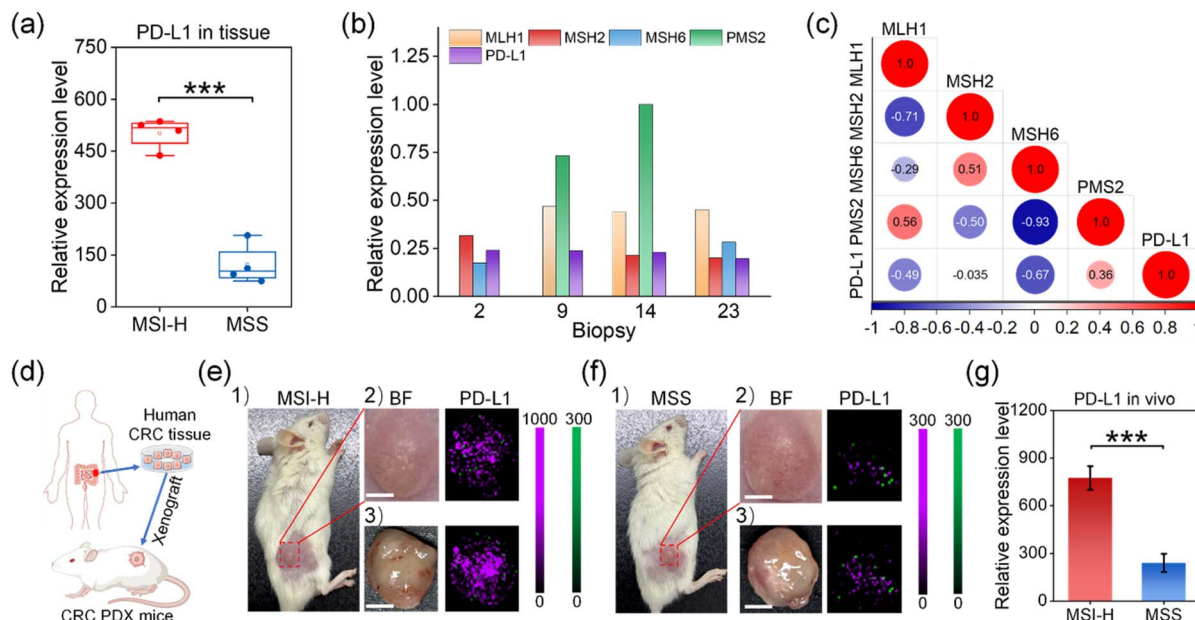 (a)
PD-L1 in tissue
Relative expression level
750
600
450
300
150
0
***
MSI-H
MSS
(b)
MLH1
MSH2
MSH6
PMS2
PD-L1
Relative expression level
1.25
1.00
0.75
0.50
0.25
0.00
2
9
14
23
Biopsy
(c)
MLH1
MSH2
MSH6
PMS2
PD-L1
PD-L1 PMS2 MSH6 MSH2 MLH1
1.0
-0.71
1.0
-0.29
0.51
1.0
0.56
-0.50
-0.93
1.0
-0.49
-0.035
-0.67
0.36
1.0
-1 -0.8 -0.6 -0.4 -0.2 0 0.2 0.4 0.6 0.8
(d)
Human
CRC tissue
Xenograft
CRC PDX mice
(e)
1)
MSI-H
2)
BF
PD-L1
3)
1000
0
300
0
(f)
1)
MSS
2)
BF
PD-L1
3)
300
0
300
0
(g)
PD-L1 in vivo
Relative expression level
1200
900
600
300
0
***
MSI-H
MSS